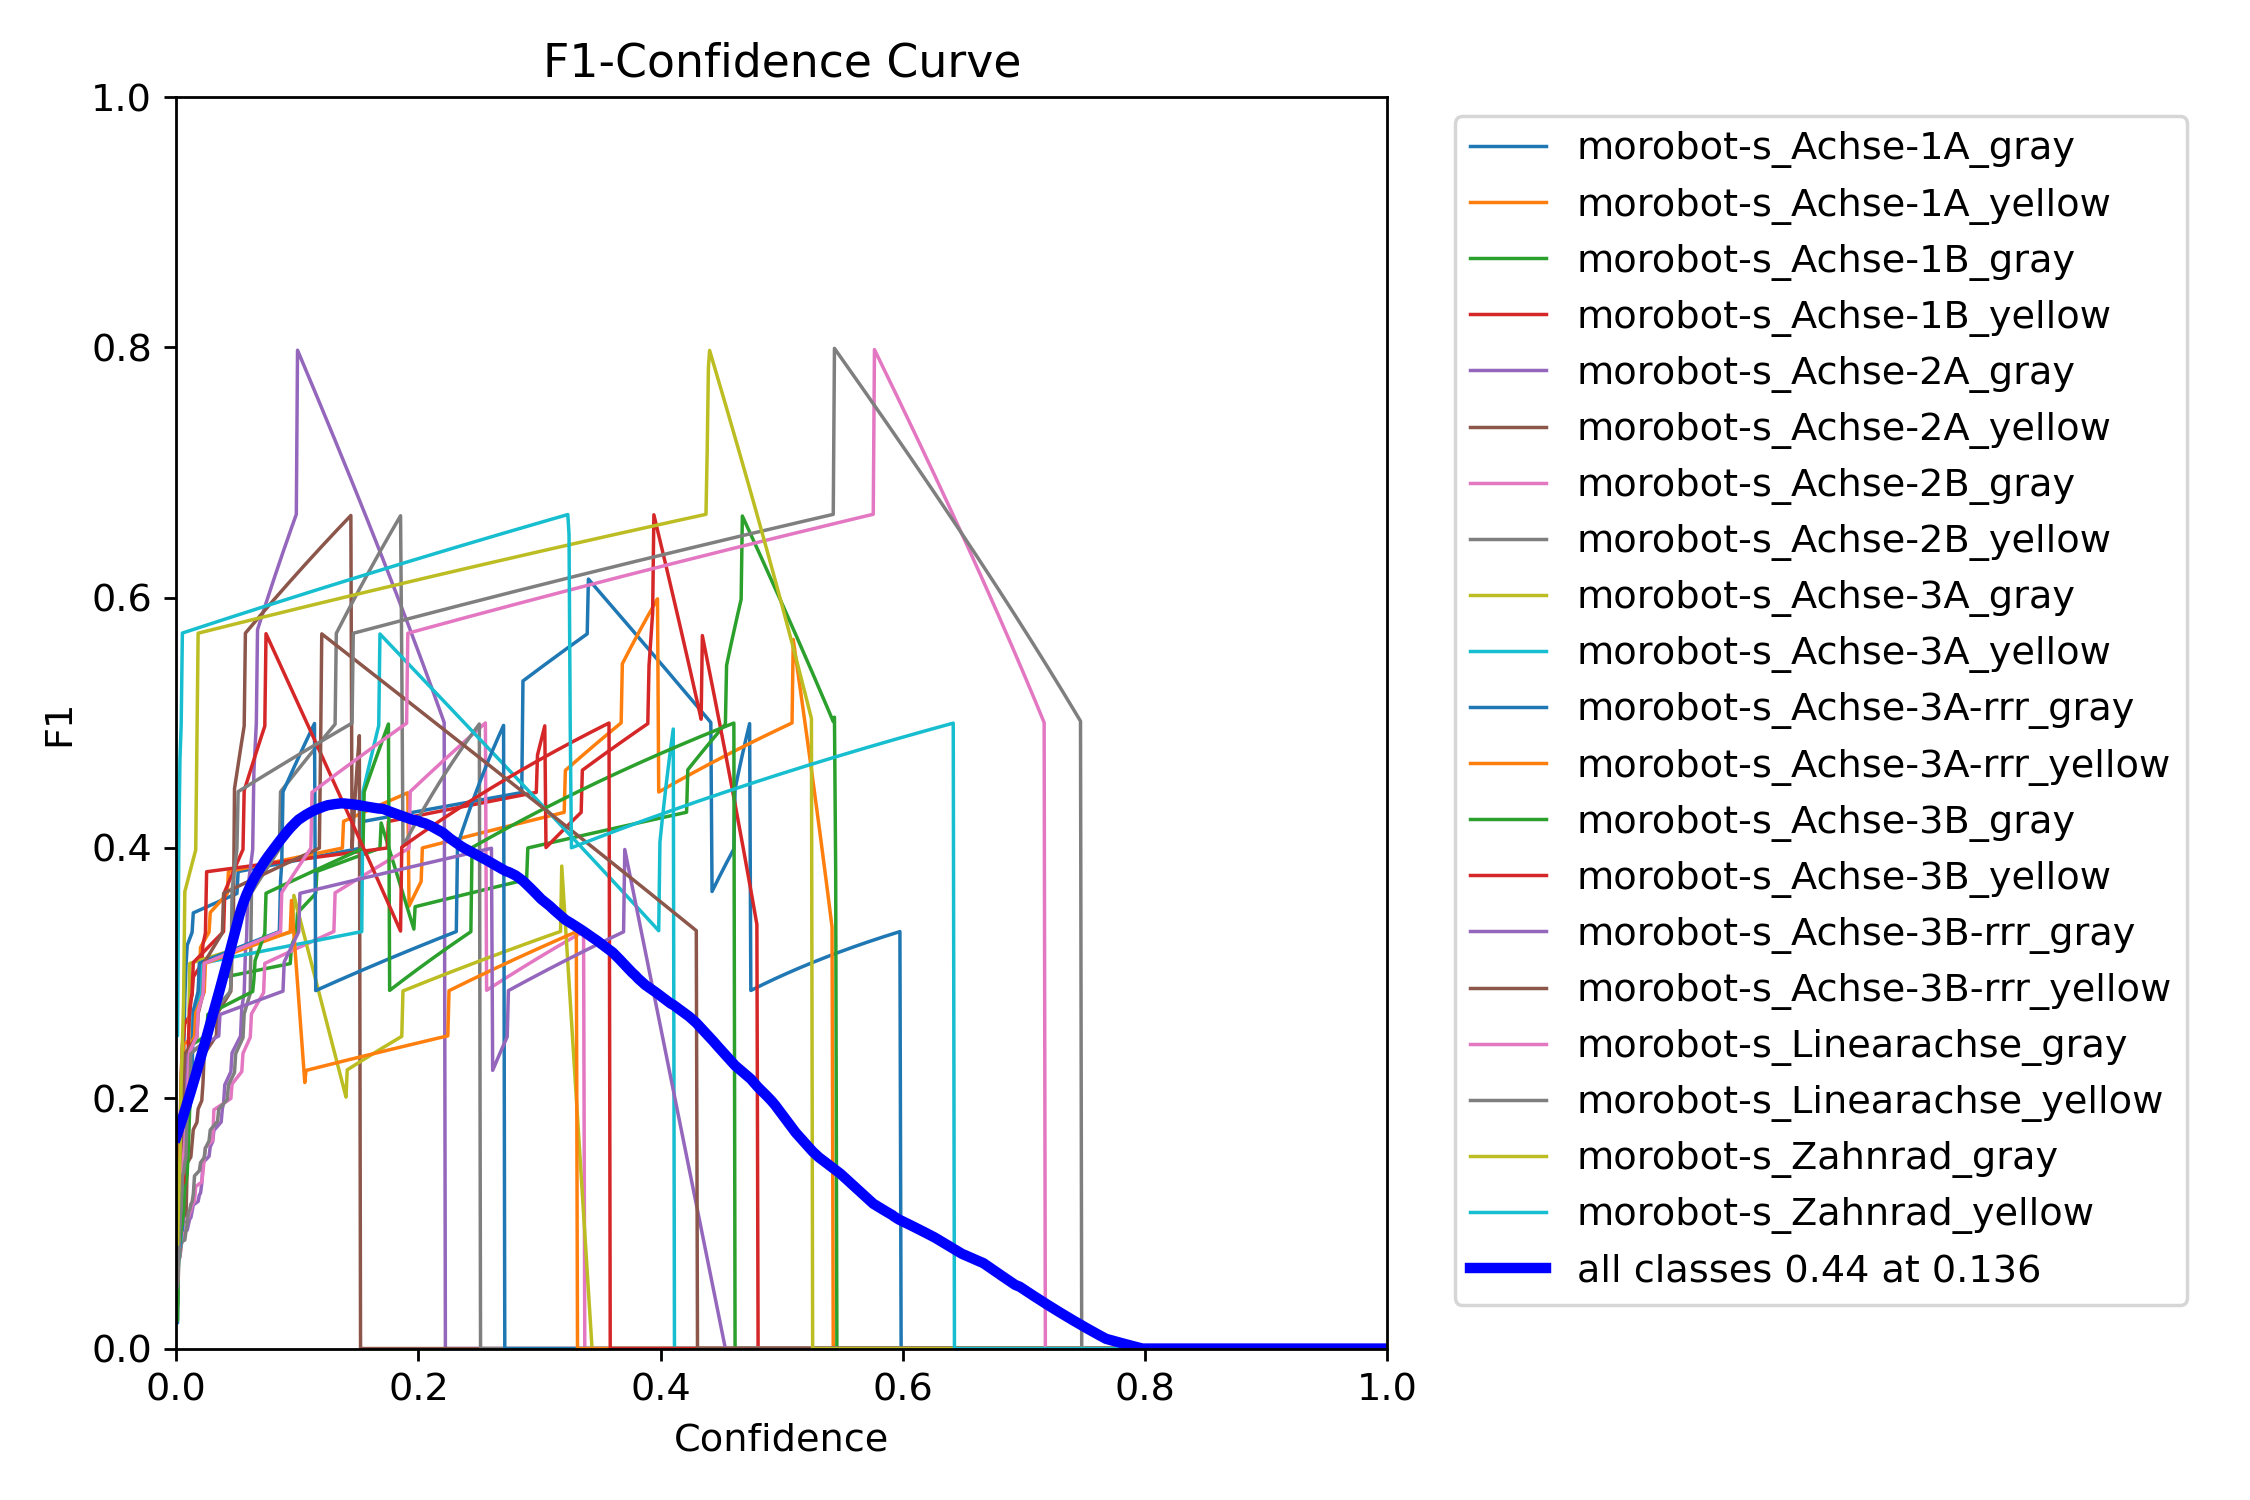 F1-Confidence Curve
1.0
0.8
0.6
0.4
0.2
0.0
F1
0.0 0.2 0.4 0.6 0.8 1.0
Confidence
morobot-s_Achse-1A_gray
morobot-s_Achse-1A_yellow
morobot-s_Achse-1B_gray
morobot-s_Achse-1B_yellow
morobot-s_Achse-2A_gray
morobot-s_Achse-2A_yellow
morobot-s_Achse-2B_gray
morobot-s_Achse-2B_yellow
morobot-s_Achse-3A_gray
morobot-s_Achse-3A_yellow
morobot-s_Achse-3A-rrr_gray
morobot-s_Achse-3A-rrr_yellow
morobot-s_Achse-3B_gray
morobot-s_Achse-3B_yellow
morobot-s_Achse-3B-rrr_gray
morobot-s_Achse-3B-rrr_yellow
morobot-s_Linearachse_gray
morobot-s_Linearachse_yellow
morobot-s_Zahnrad_gray
morobot-s_Zahnrad_yellow
all classes 0.44 at 0.136